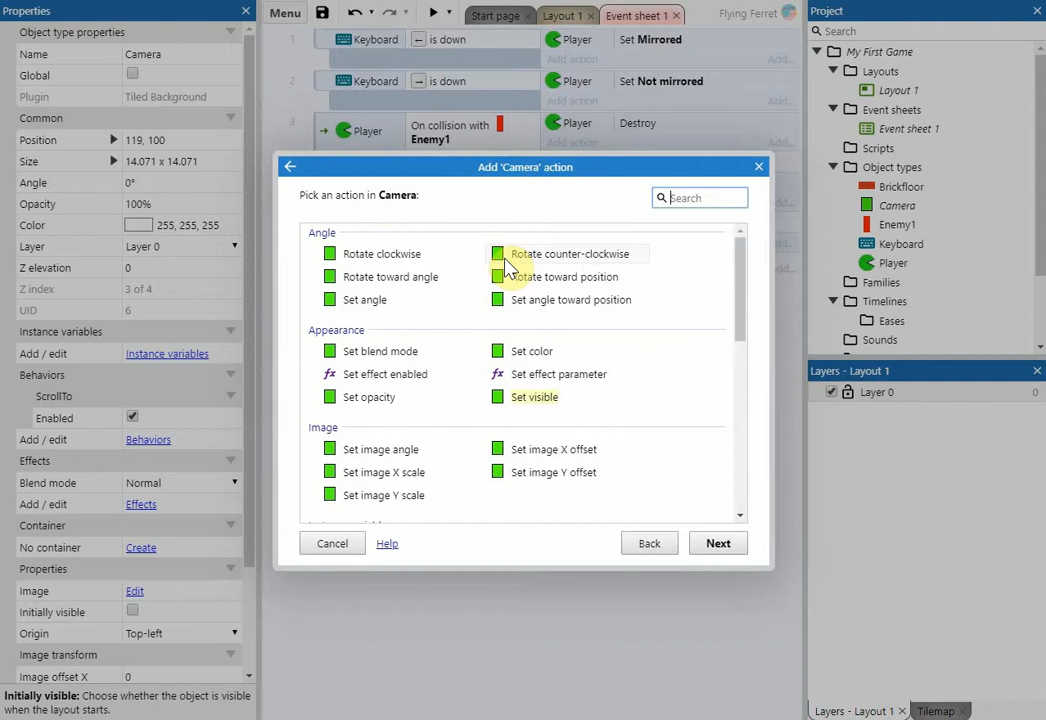 Properties
Object type properties
Name Camera
Global
Plugin Tiled Background
Common
Position 119, 100
Size 14.071 x 14.071
Angle 0°
Opacity 100%
Color 255, 255, 255
Layer Layer 0
Z elevation 0
Z index 3 of 4
UID 6
Instance variables
Add / edit Instance variables
Behaviors
ScrollTo
Enabled
Add / edit Behaviors
Effects
Blend mode Normal
Add / edit Effects
Container
No container Create
Properties
Image Edit
Initially visible
Origin Top-left
Image transform
Image offset X 0
Initially visible: Choose whether the object is visible
when the layout starts.
Menu
Start page Layout 1 Event sheet 1
Flying Ferret
1 Keyboard ← is down Player Set Mirrored
Add action Add...
2 Keyboard is down Player Set Not mirrored
Add action Add...
3 Player On collision with Enemy1 Player Destroy
Add action Add...
Add 'Camera' action
Pick an action in Camera:
Search
Angle
Rotate clockwise Rotate counter-clockwise
Rotate toward angle Rotate toward position
Set angle Set angle toward position
Appearance
Set blend mode Set color
fx Set effect enabled fx Set effect parameter
Set opacity Set visible
Image
Set image angle Set image X offset
Set image X scale Set image Y offset
Set image Y scale
Cancel Help Back Next
Project
Search
My First Game
Layouts
Layout 1
Event sheets
Event sheet 1
Scripts
Object types
Brickfloor
Camera
Enemy1
Keyboard
Player
Families
Timelines
Eases
Sounds
Layers - Layout 1
Layer 0 0
Layers - Layout 1 Tilemap